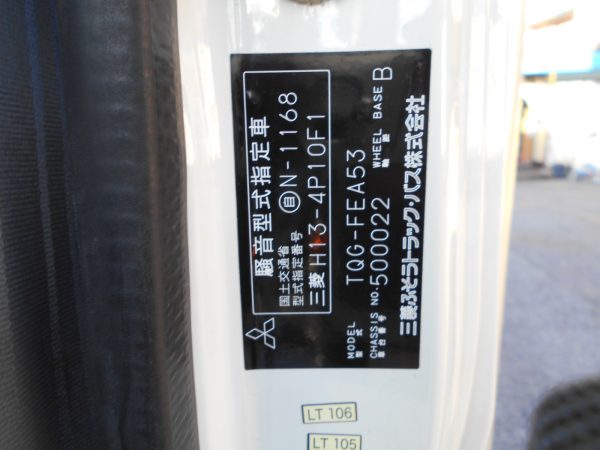 騒音型式指定車
国土交通省
型式指定番号
自 N-1168
三菱 H13-4P10F1
MODEL
型式
TQG-FEA53
CHASSIS NO.
車台番号
500022
WHEEL BASE
軸距
B
三菱ふそうトラック・バス株式会社
LT 106
LT 105